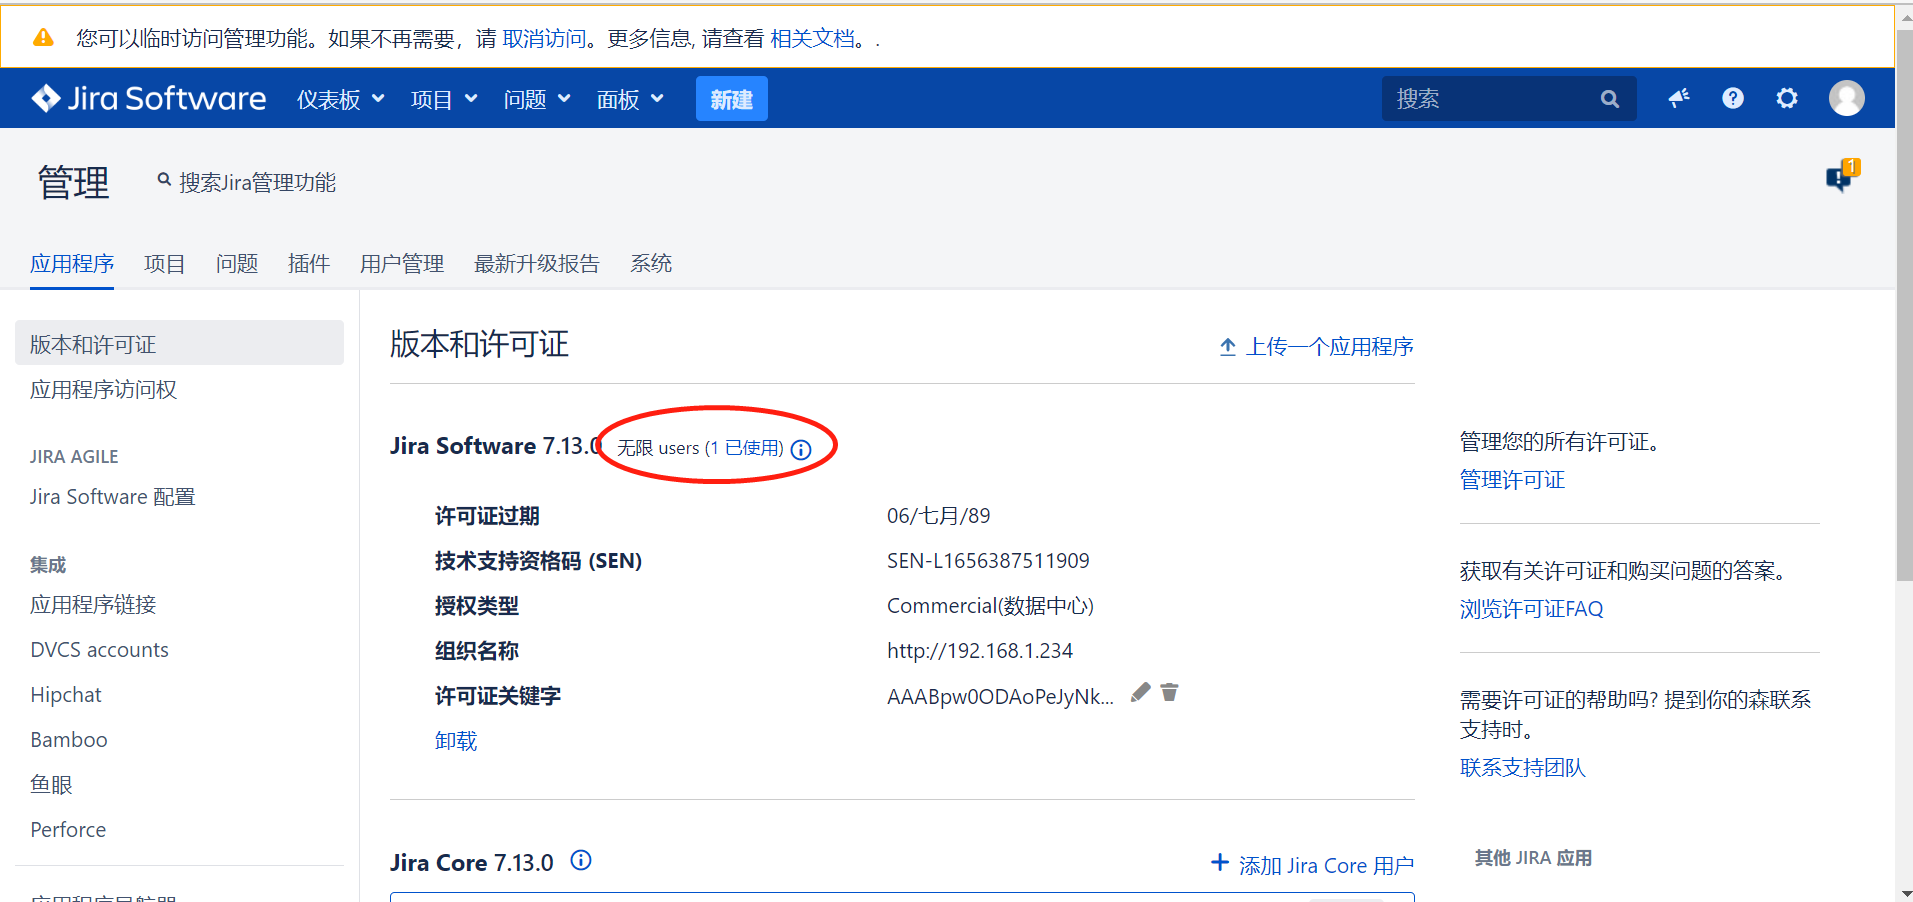 您可以临时访问管理功能。如果不再需要，请 取消访问。更多信息, 请查看 相关文档。.
Jira Software 仪表板 项目 问题 面板 新建 搜索
管理 搜索Jira管理功能 1
应用程序 项目 问题 插件 用户管理 最新升级报告 系统
版本和许可证
应用程序访问权
JIRA AGILE
Jira Software 配置
集成
应用程序链接
DVCS accounts
Hipchat
Bamboo
鱼眼
Perforce
应用程序导航器
版本和许可证 上传一个应用程序
Jira Software 7.13.0 无限 users (1 已使用)
许可证过期 06/七月/89
技术支持资格码 (SEN) SEN-L1656387511909
授权类型 Commercial(数据中心)
组织名称 http://192.168.1.234
许可证关键字 AAABpw0ODAoPeJyNk...
卸载
Jira Core 7.13.0 添加 Jira Core 用户
管理您的所有许可证。
管理许可证
获取有关许可证和购买问题的答案。
浏览许可证FAQ
需要许可证的帮助吗? 提到你的森联系
支持时。
联系支持团队
其他 JIRA 应用